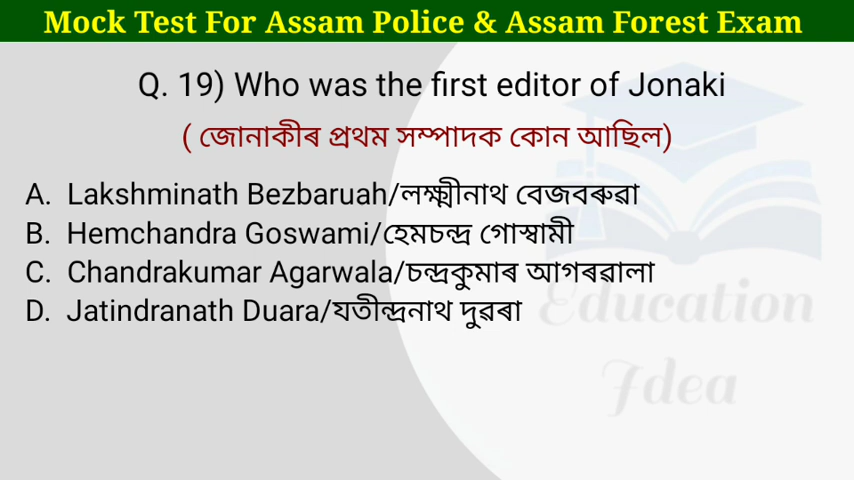 Mock Test For Assam Police & Assam Forest Exam
Q. 19) Who was the first editor of Jonaki
( জোনাকীৰ প্ৰথম সম্পাদক কোন আছিল)
A. Lakshminath Bezbaruah/লক্ষ্মীনাথ বেজবৰুৱা
B. Hemchandra Goswami/হেমচন্দ্ৰ গোস্বামী
C. Chandrakumar Agarwala/চন্দ্ৰকুমাৰ আগৰৱালা
D. Jatindranath Duara/যতীন্দ্ৰনাথ দুৱৰা
Education
Idea